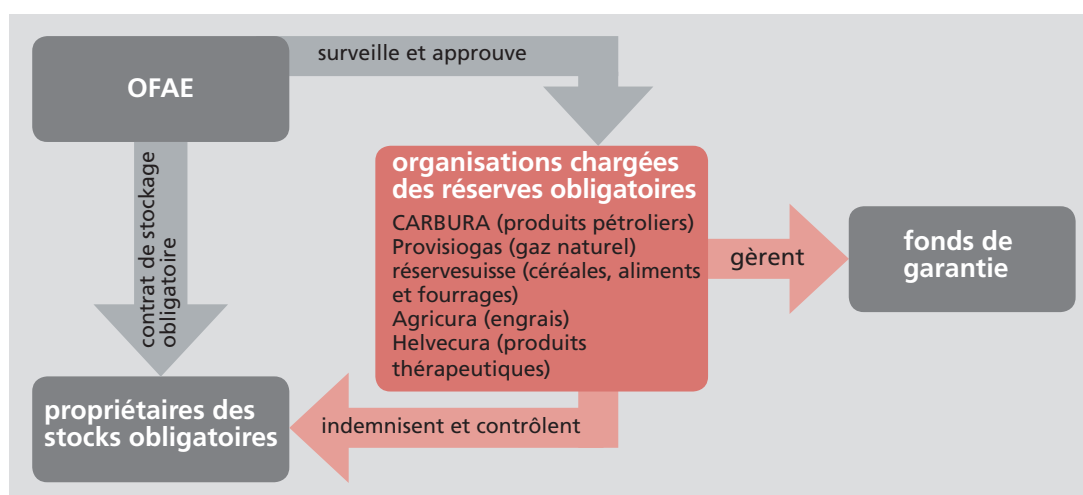 surveille et approuve
OFAE
contrat de stockage
obligatoire
organisations chargées
des réserves obligatoires
CARBURA (produits pétroliers)
Provisiogas (gaz naturel)
réservesuisse (céréales, aliments
et fourrages)
Agricura (engrais)
Helvecura (produits
thérapeutiques)
gèrent
fonds de
garantie
propriétaires des
stocks obligatoires
indemnisent et contrôlent